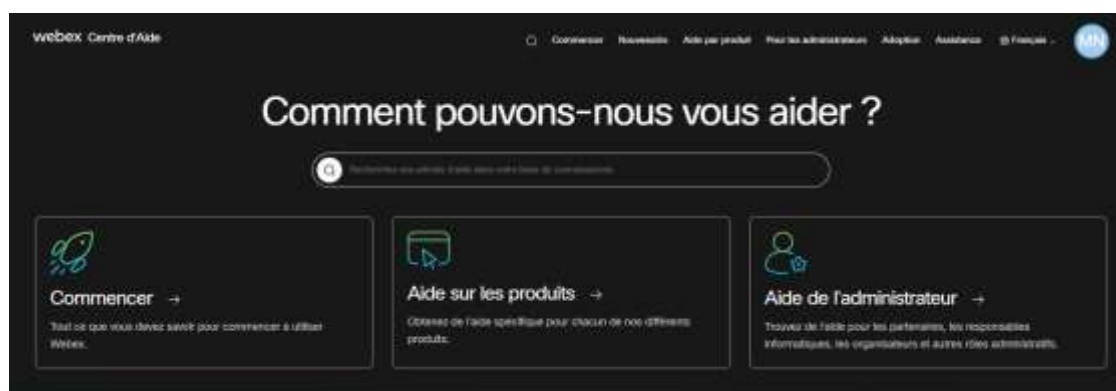 webex Centre d'Aide
Commencer Nouveautés Aide par produit Pour les administrateurs Adoption Assistance Français
MN
Comment pouvons-nous vous aider ?
Commencer →
Tout ce que vous devez savoir pour commencer à utiliser
Webex.
Aide sur les produits →
Obtenez de l'aide spécifique pour chacun de nos différents
produits.
Aide de l'administrateur →
Trouvez de l'aide pour les partenaires, les responsables
informatiques, les organisateurs et autres rôles administratifs.